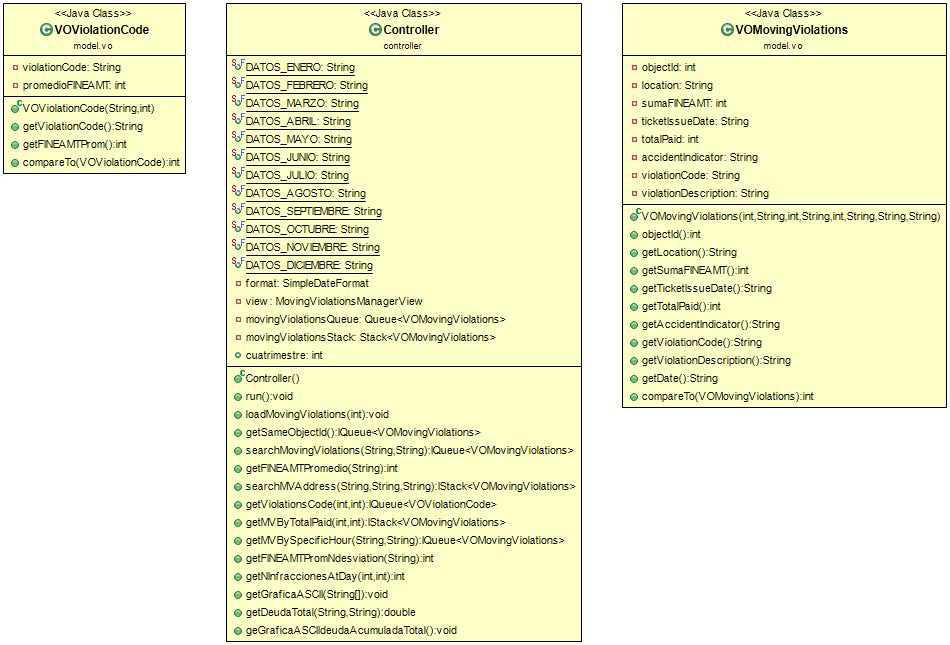 <<Java Class>>
VOViolationCode
model.vo
violationCode: String
promedioFINEAMT: int
VOViolationCode(String,int)
getViolationCode():String
getFINEAMTProm():int
compareTo(VOViolationCode):int
<<Java Class>>
Controller
controller
DATOS_ENERO: String
DATOS_FEBRERO: String
DATOS_MARZO: String
DATOS_ABRIL: String
DATOS_MAYO: String
DATOS_JUNIO: String
DATOS_JULIO: String
DATOS_AGOSTO: String
DATOS_SEPTIEMBRE: String
DATOS_OCTUBRE: String
DATOS_NOVIEMBRE: String
DATOS_DICIEMBRE: String
format: SimpleDateFormat
view: MovingViolationsManagerView
movingViolationsQueue: Queue<VOMovingViolations>
movingViolationsStack: Stack<VOMovingViolations>
cuatrimestre: int
Controller()
run():void
loadMovingViolations(int):void
getSameObjectId():IQueue<VOMovingViolations>
searchMovingViolations(String,String):IQueue<VOMovingViolations>
getFINEAMTPromedio(String):int
searchMVAddress(String,String,String):IStack<VOMovingViolations>
getViolationsCode(int,int):IQueue<VOViolationCode>
getMVByTotalPaid(int,int):IStack<VOMovingViolations>
getMVBySpecificHour(String,String):IQueue<VOMovingViolations>
getFINEAMTPromNdesviation(String):int
getNInfraccionesAtDay(int,int):int
getGraficaASCII(String[]):void
getDeudaTotal(String,String):double
geGraficaASCIIdeudaAcumuladaTotal():void
<<Java Class>>
VOMovingViolations
model.vo
objectId: int
location: String
sumaFINEAMT: int
ticketIssueDate: String
totalPaid: int
accidentIndicator: String
violationCode: String
violationDescription: String
VOMovingViolations(int,String,int,String,int,String,String,String)
objectId():int
getLocation():String
getSumaFINEAMT():int
getTicketIssueDate():String
getTotalPaid():int
getAccidentIndicator():String
getViolationCode():String
getViolationDescription():String
getDate():String
compareTo(VOMovingViolations):int